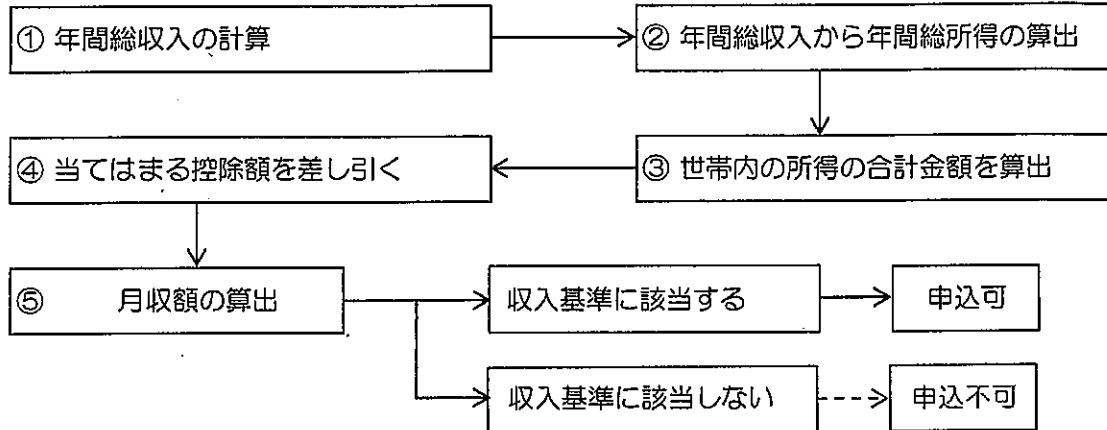 ① 年間総収入の計算
② 年間総収入から年間総所得の算出
③ 世帯内の所得の合計金額を算出
④ 当てはまる控除額を差し引く
⑤ 月収額の算出
収入基準に該当する
申込可
収入基準に該当しない
申込不可